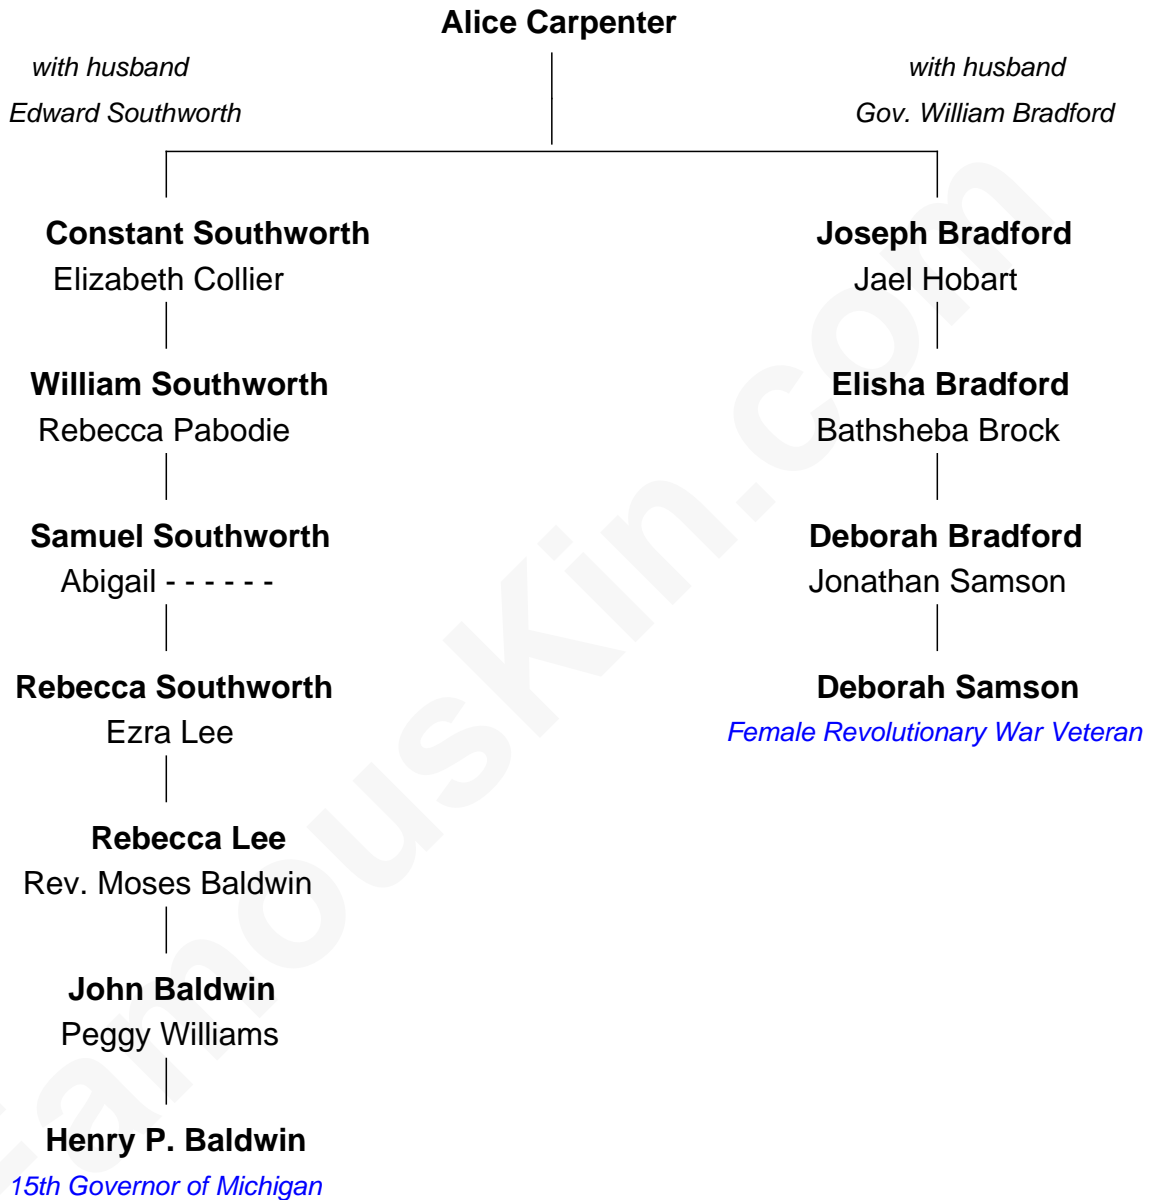 Alice Carpenter
with husband
Edward Southworth
with husband
Gov. William Bradford
Constant Southworth
Elizabeth Collier
Joseph Bradford
Jael Hobart
William Southworth
Rebecca Pabodie
Elisha Bradford
Bathsheba Brock
Samuel Southworth
Abigail - - - - - -
Deborah Bradford
Jonathan Samson
Rebecca Southworth
Ezra Lee
Deborah Samson
Female Revolutionary War Veteran
Rebecca Lee
Rev. Moses Baldwin
John Baldwin
Peggy Williams
Henry P. Baldwin
15th Governor of Michigan
FamousKin.com